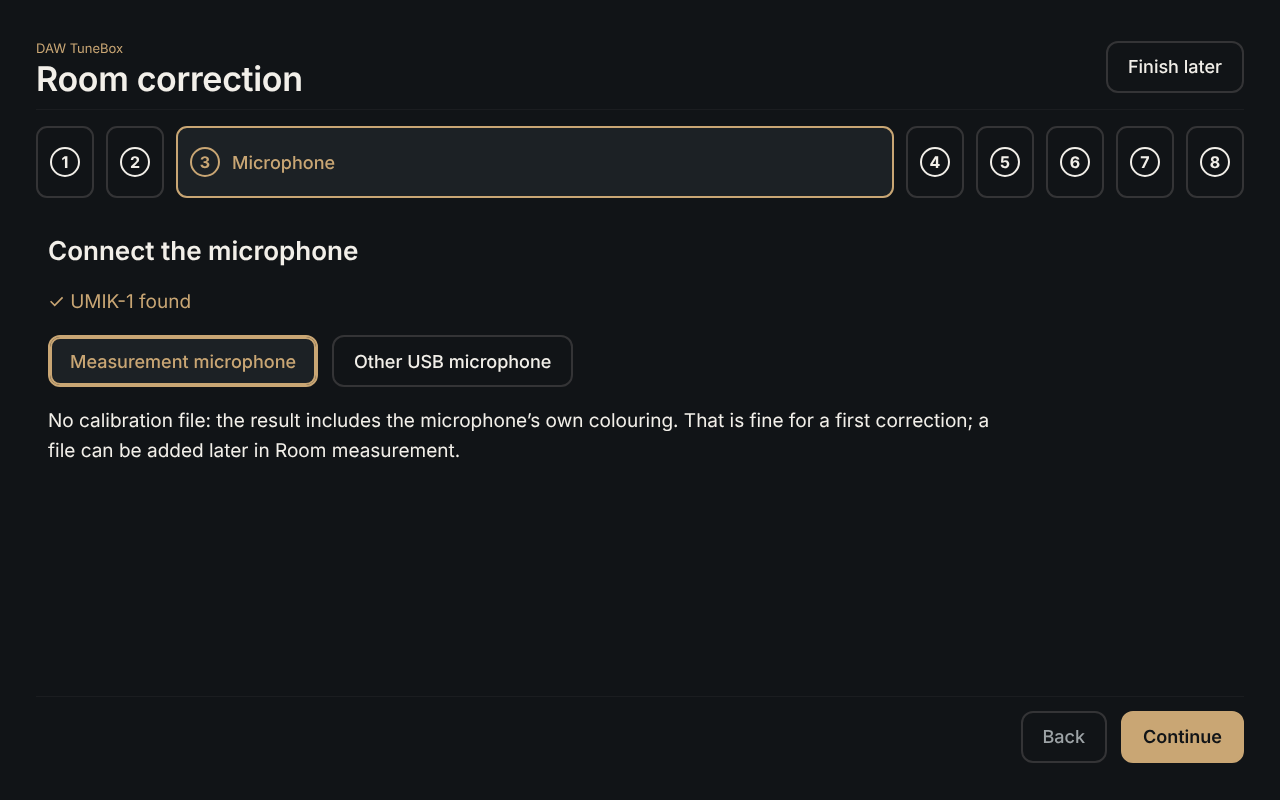 DAW TuneBox
Room correction
Finish later
1
2
3 Microphone
4
5
6
7
8
Connect the microphone
✓ UMIK-1 found
Measurement microphone
Other USB microphone
No calibration file: the result includes the microphone’s own colouring. That is fine for a first correction; a
file can be added later in Room measurement.
Back
Continue